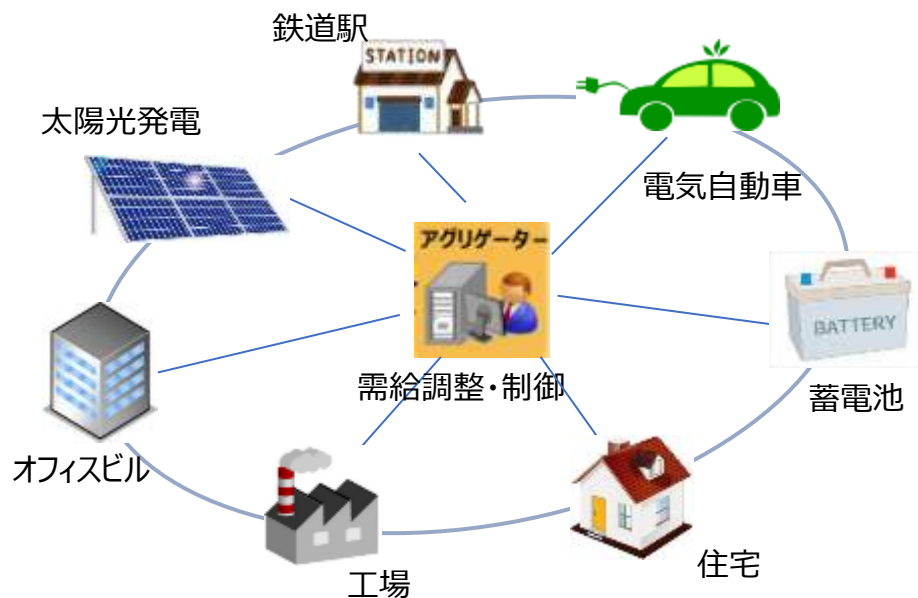 鉄道駅
STATION
太陽光発電
電気自動車
アグリゲーター
BATTERY
需給調整・制御
蓄電池
オフィスビル
住宅
工場